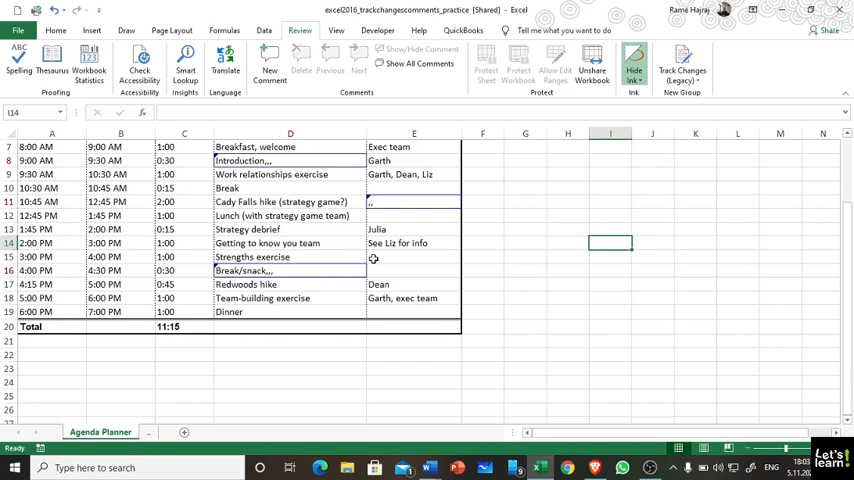 excel2016_trackchangescomments_practice [Shared] - Excel
Ramë Hajraj
File Home Insert Draw Page Layout Formulas Data Review View Developer Help QuickBooks Tell me what you want to do Share
Spelling Thesaurus Workbook Statistics
Check Accessibility
Smart Lookup
Translate
New Comment Delete Previous Next
Show/Hide Comment
Show All Comments
Protect Sheet Protect Workbook Allow Edit Ranges Unshare Workbook
Hide Ink
Track Changes (Legacy)
Proofing Accessibility Insights Language Comments Protect Ink
I14
A B C D E F G H I J K L M N
7 8:00 AM 9:00 AM 1:00 Breakfast, welcome Exec team
8 9:00 AM 9:30 AM 0:30 Introduction,,, Garth
9 9:30 AM 10:30 AM 1:00 Work relationships exercise Garth, Dean, Liz
10 10:30 AM 10:45 AM 0:15 Break
11 10:45 AM 12:45 PM 2:00 Cady Falls hike (strategy game?) ,,
12 12:45 PM 1:45 PM 1:00 Lunch (with strategy game team)
13 1:45 PM 2:00 PM 0:15 Strategy debrief Julia
14 2:00 PM 3:00 PM 1:00 Getting to know you team See Liz for info
15 3:00 PM 4:00 PM 1:00 Strengths exercise
16 4:00 PM 4:30 PM 0:30 Break/snack,,,
17 4:15 PM 5:00 PM 0:45 Redwoods hike Dean
18 5:00 PM 6:00 PM 1:00 Team-building exercise Garth, exec team
19 6:00 PM 7:00 PM 1:00 Dinner
20 Total 11:15
21
22
23
24
25
26
27
Agenda Planner ..
Ready
Type here to search
ENG
18:03
5.11.202
Let's learn!